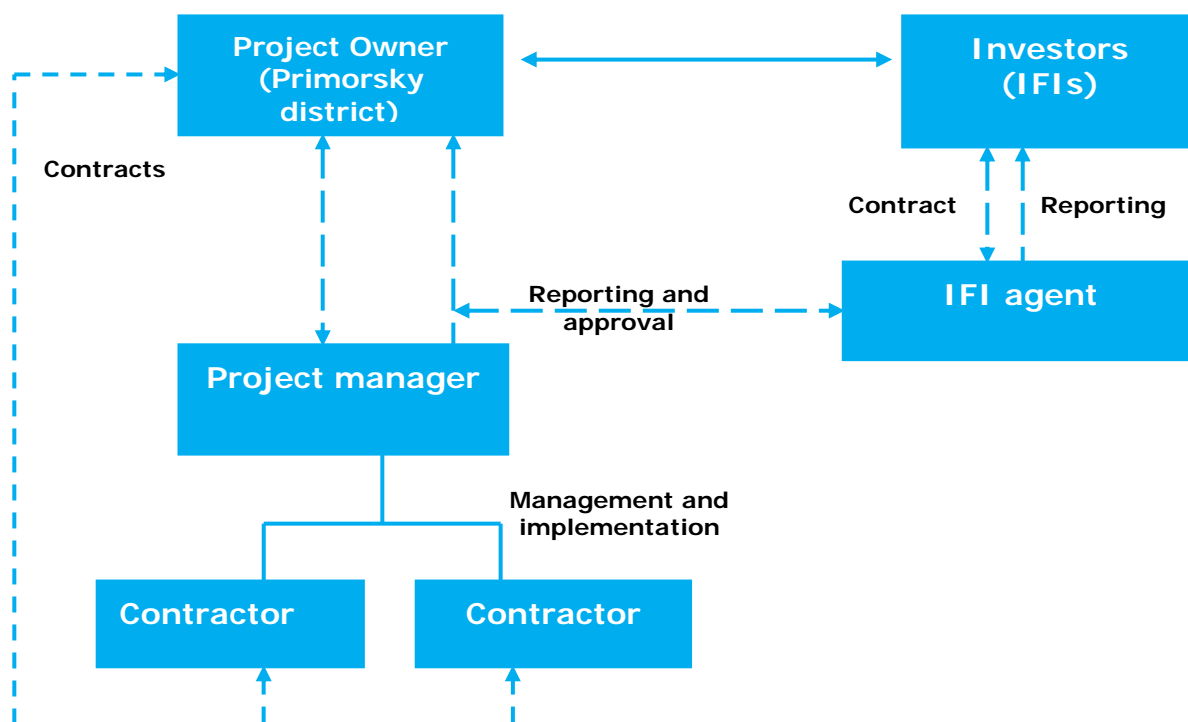 Project Owner
(Primorsky
district)
Investors
(IFIs)
Contracts
Contract
Reporting
Reporting and
approval
IFI agent
Project manager
Management and
implementation
Contractor
Contractor